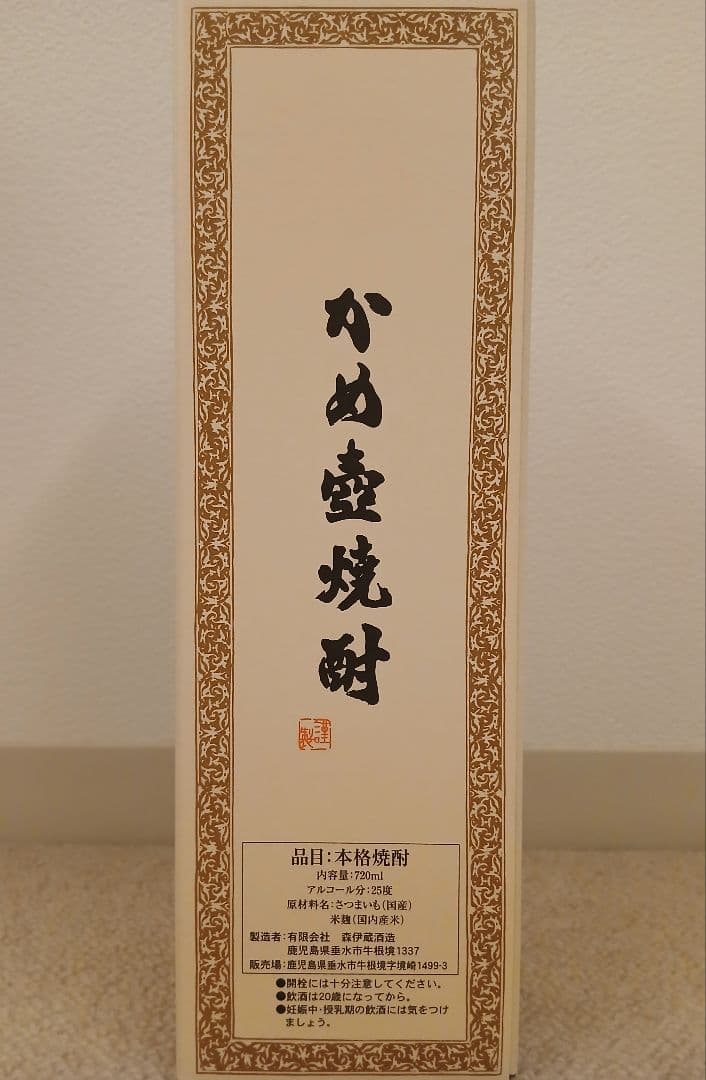 かめ壺焼酎
謹製
品目:本格焼酎
内容量:720ml
アルコール分:25度
原材料名:さつまいも(国産)
米麹(国内産米)
製造者:有限会社 森伊蔵酒造
鹿児島県垂水市牛根境1337
販売場:鹿児島県垂水市牛根境字境崎1499-3
●開栓には十分注意してください。
●飲酒は20歳になってから。
●妊娠中・授乳期の飲酒には気をつけ
ましょう。